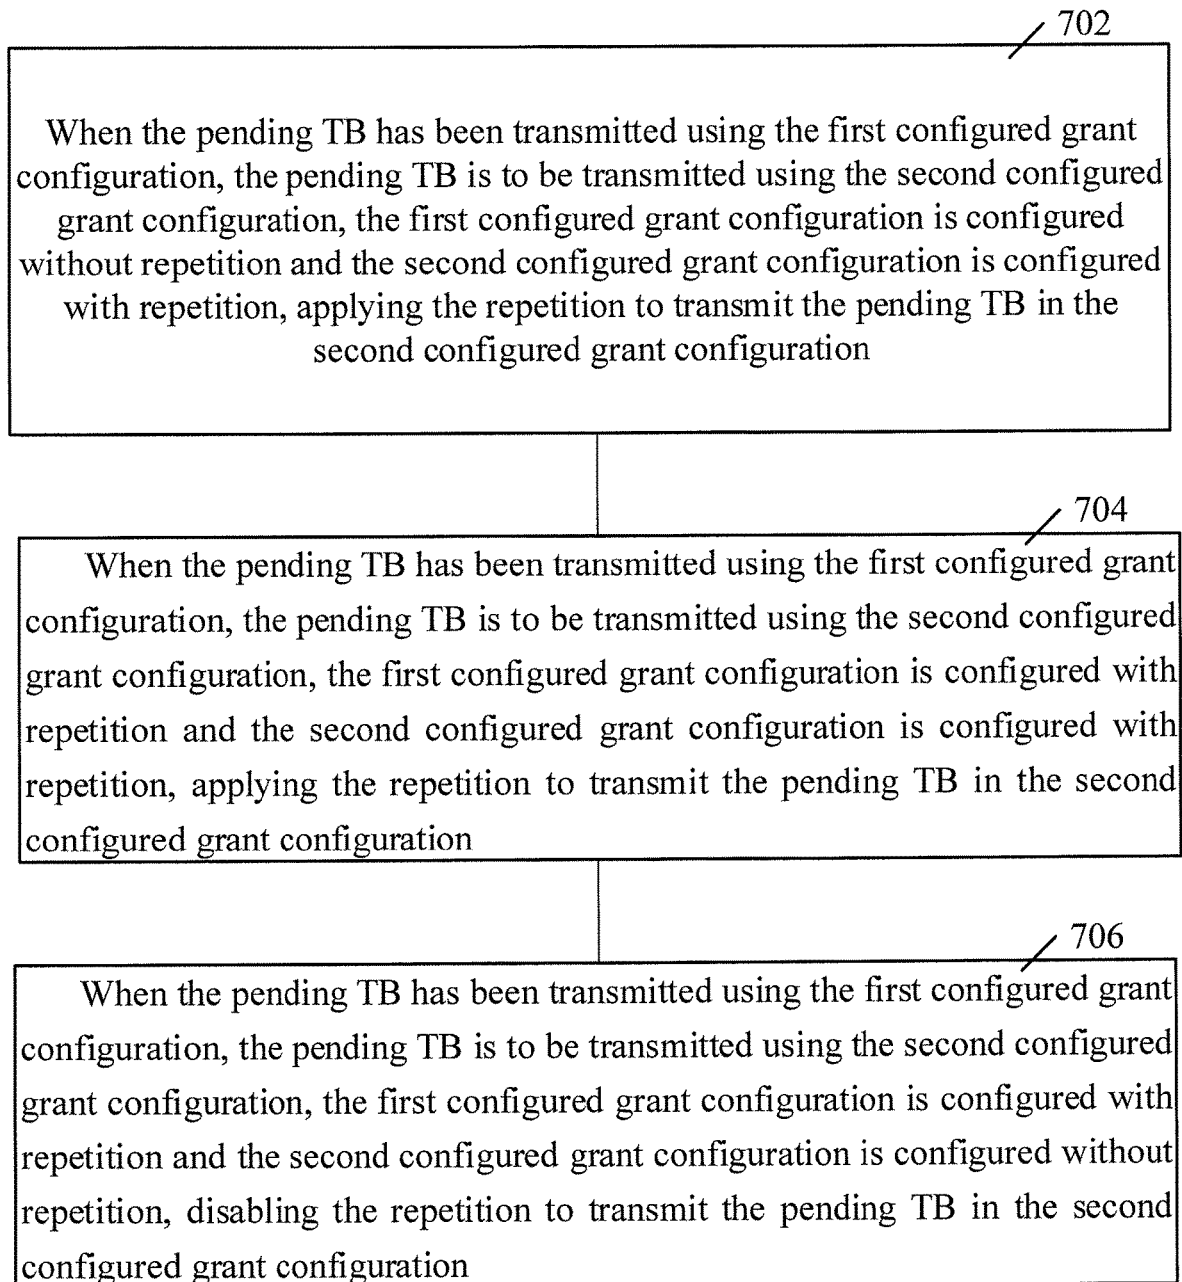 702
When the pending TB has been transmitted using the first configured grant
configuration, the pending TB is to be transmitted using the second configured
grant configuration, the first configured grant configuration is configured
without repetition and the second configured grant configuration is configured
with repetition, applying the repetition to transmit the pending TB in the
second configured grant configuration
704
When the pending TB has been transmitted using the first configured grant
configuration, the pending TB is to be transmitted using the second configured
grant configuration, the first configured grant configuration is configured with
repetition and the second configured grant configuration is configured with
repetition, applying the repetition to transmit the pending TB in the second
configured grant configuration
706
When the pending TB has been transmitted using the first configured grant
configuration, the pending TB is to be transmitted using the second configured
grant configuration, the first configured grant configuration is configured with
repetition and the second configured grant configuration is configured without
repetition, disabling the repetition to transmit the pending TB in the second
configured grant configuration